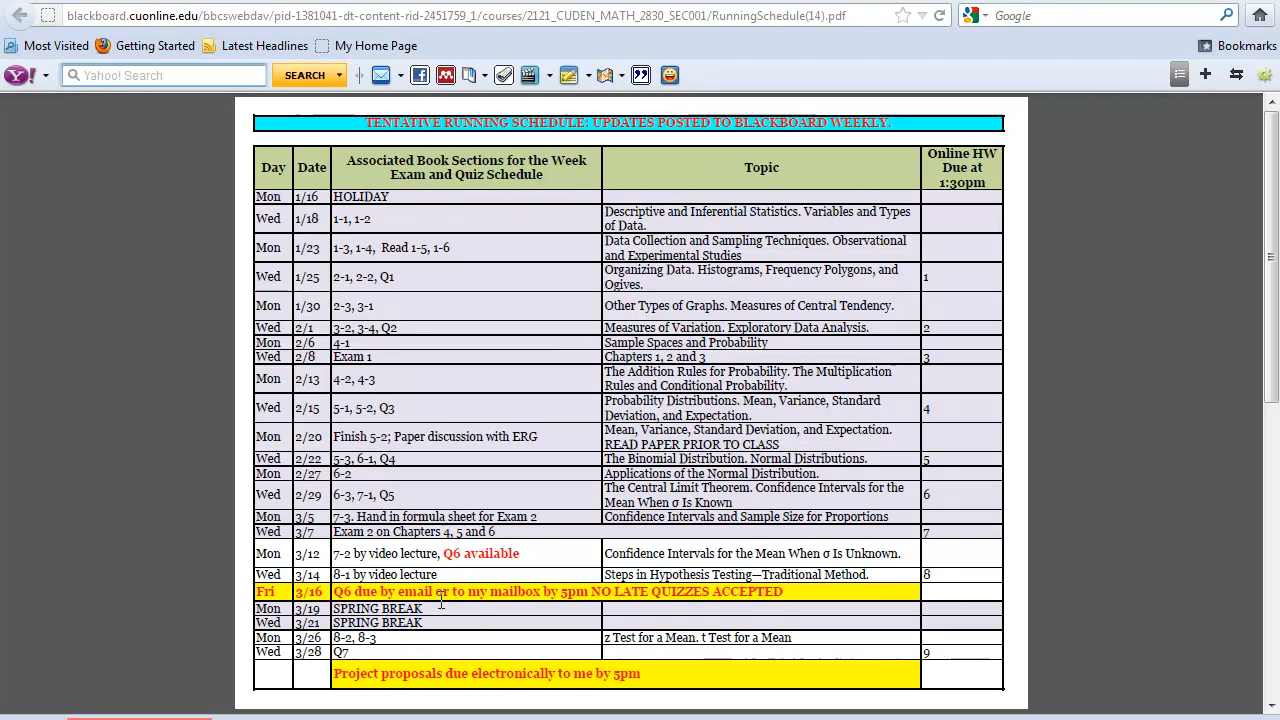 blackboard.cuonline.edu/bbcswebdav/pid-1381041-dt-content-rid-2451759_1/courses/2121_CUDEN_MATH_2830_SEC001/RunningSchedule(14).pdf
Google
Most Visited Getting Started Latest Headlines My Home Page Bookmarks
Y! Yahoo! Search SEARCH
TENTATIVE RUNNING SCHEDULE: UPDATES POSTED TO BLACKBOARD WEEKLY.
Day Date Associated Book Sections for the Week Exam and Quiz Schedule Topic Online HW Due at 1:30pm
Mon 1/16 HOLIDAY
Wed 1/18 1-1, 1-2 Descriptive and Inferential Statistics. Variables and Types
of Data.
Mon 1/23 1-3, 1-4, Read 1-5, 1-6 Data Collection and Sampling Techniques. Observational
and Experimental Studies
Wed 1/25 2-1, 2-2, Q1 Organizing Data. Histograms, Frequency Polygons, and
Ogives. 1
Mon 1/30 2-3, 3-1 Other Types of Graphs. Measures of Central Tendency.
Wed 2/1 3-2, 3-4, Q2 Measures of Variation. Exploratory Data Analysis. 2
Mon 2/6 4-1 Sample Spaces and Probability
Wed 2/8 Exam 1 Chapters 1, 2 and 3 3
Mon 2/13 4-2, 4-3 The Addition Rules for Probability. The Multiplication
Rules and Conditional Probability.
Wed 2/15 5-1, 5-2, Q3 Probability Distributions. Mean, Variance, Standard
Deviation, and Expectation. 4
Mon 2/20 Finish 5-2; Paper discussion with ERG Mean, Variance, Standard Deviation, and Expectation.
READ PAPER PRIOR TO CLASS
Wed 2/22 5-3, 6-1, Q4 The Binomial Distribution. Normal Distributions. 5
Mon 2/27 6-2 Applications of the Normal Distribution.
Wed 2/29 6-3, 7-1, Q5 The Central Limit Theorem. Confidence Intervals for the
Mean When σ Is Known 6
Mon 3/5 7-3. Hand in formula sheet for Exam 2 Confidence Intervals and Sample Size for Proportions
Wed 3/7 Exam 2 on Chapters 4, 5 and 6 7
Mon 3/12 7-2 by video lecture, Q6 available Confidence Intervals for the Mean When σ Is Unknown.
Wed 3/14 8-1 by video lecture Steps in Hypothesis Testing—Traditional Method. 8
Fri 3/16 Q6 due by email or to my mailbox by 5pm NO LATE QUIZZES ACCEPTED
Mon 3/19 SPRING BREAK
Wed 3/21 SPRING BREAK
Mon 3/26 8-2, 8-3 z Test for a Mean. t Test for a Mean
Wed 3/28 Q7 9
Project proposals due electronically to me by 5pm